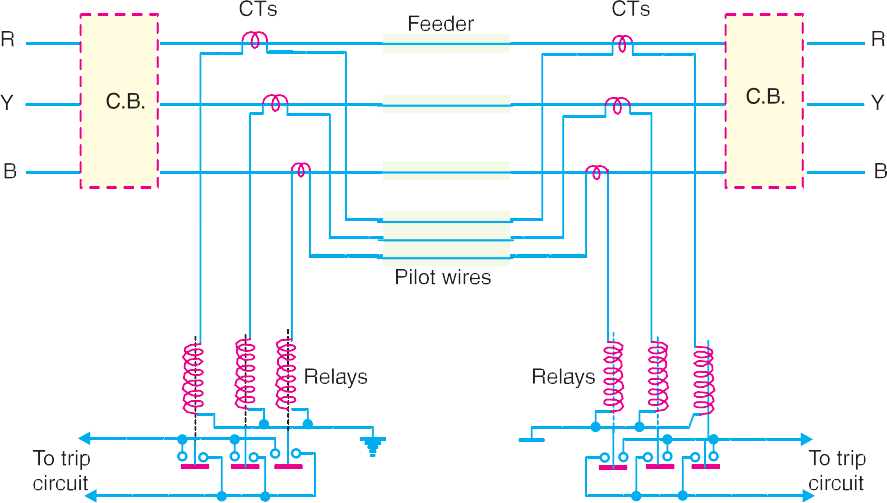 CTs
Feeder
CTs
R
R
C.B.
C.B.
Y
Y
B
B
Pilot wires
Relays
Relays
To trip
circuit
To trip
circuit